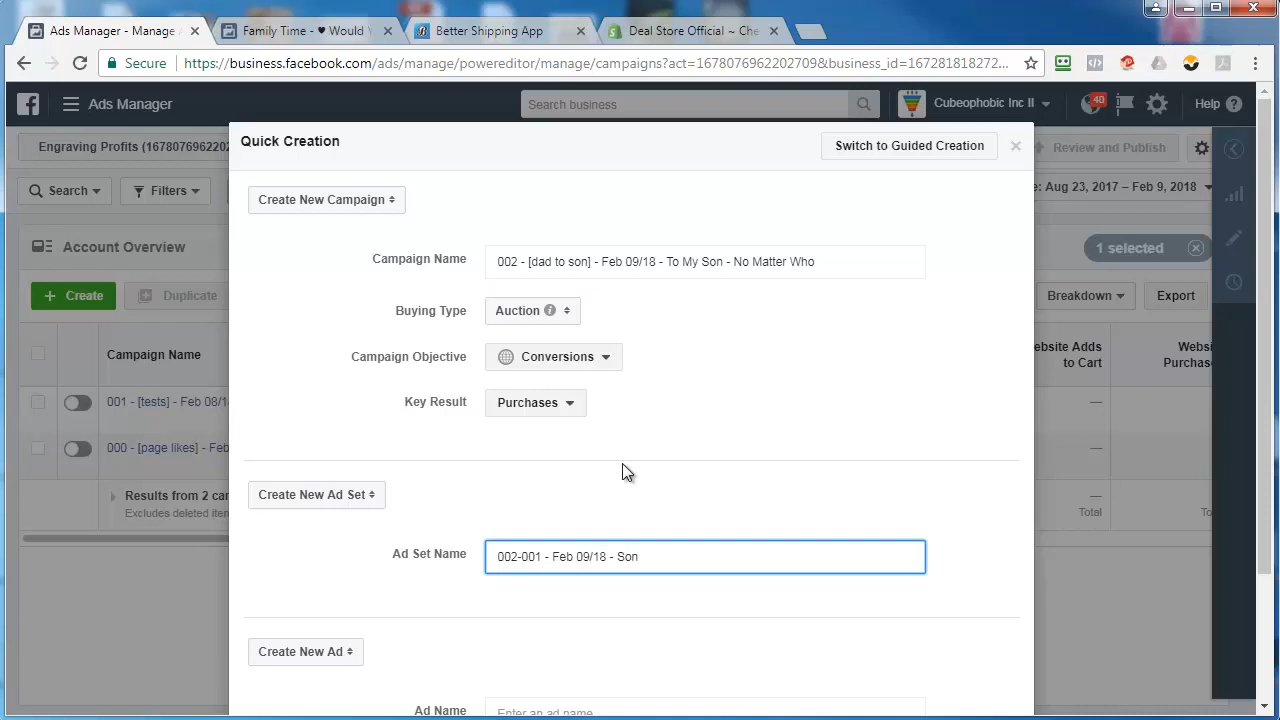 Ads Manager - Manage
Family Time - ♥ Would
Better Shipping App
Deal Store Official ~ Che
Secure
https://business.facebook.com/ads/manage/powereditor/manage/campaigns?act=1678076962202709&business_id=167281818272...
Ads Manager
Search business
Cubeophobic Inc II
40
Help
Engraving Profits (1678076962202
Quick Creation
Switch to Guided Creation
Review and Publish
Search
Filters
Create New Campaign
e: Aug 23, 2017 – Feb 9, 2018
Account Overview
Campaign Name
002 - [dad to son] - Feb 09/18 - To My Son - No Matter Who
1 selected
Create
Duplicate
Buying Type
Auction
Breakdown
Export
Campaign Name
Campaign Objective
Conversions
ebsite Adds
to Cart
Webs
Purchas
001 - [tests] - Feb 08/1
Key Result
Purchases
—
—
000 - [page likes] - Feb
—
—
Results from 2 car
Excludes deleted iten
Create New Ad Set
—
Total
—
To
Ad Set Name
002-001 - Feb 09/18 - Son
Create New Ad
Ad Name
Enter an ad name